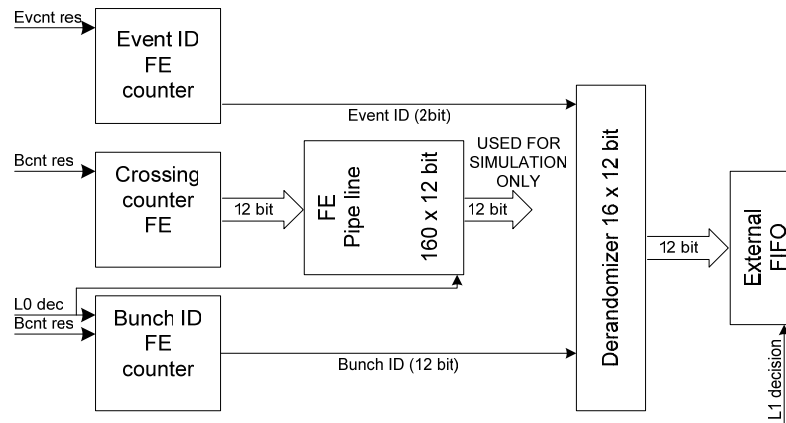 Evcnt res
Event ID
FE
counter
Event ID (2bit)
Bcnt res
Crossing
counter
FE
12 bit
FE
Pipe line
160 x 12 bit
USED FOR
SIMULATION
ONLY
12 bit
L0 dec
Bcnt res
Bunch ID
FE
counter
Bunch ID (12 bit)
Derandomizer 16 x 12 bit
12 bit
External
FIFO
L1 decision